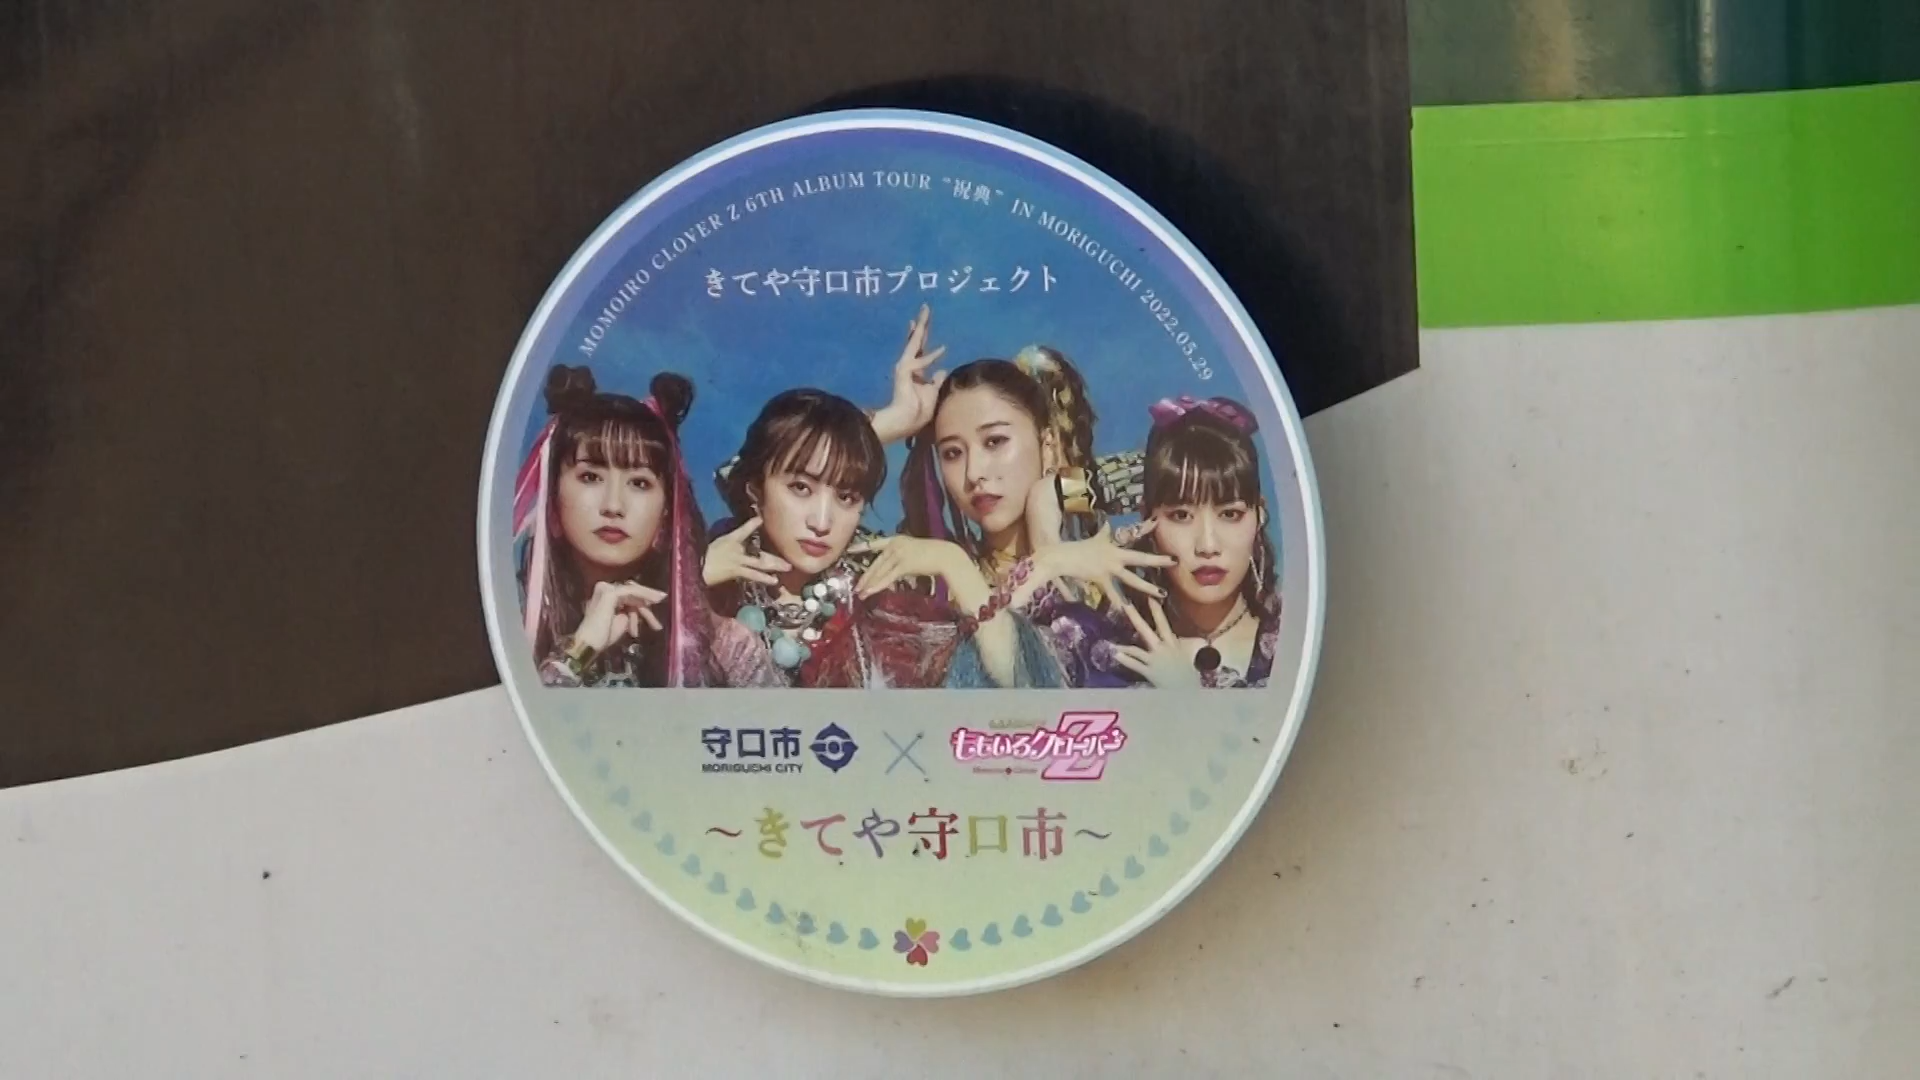 MOMOIRO CLOVER Z 6TH ALBUM TOUR "祝典" IN MORIGUCHI 2022.05.29
きてや守口市プロジェクト
守口市
MORIGUCHI CITY
×
ももいろクローバーZ
～きてや守口市～